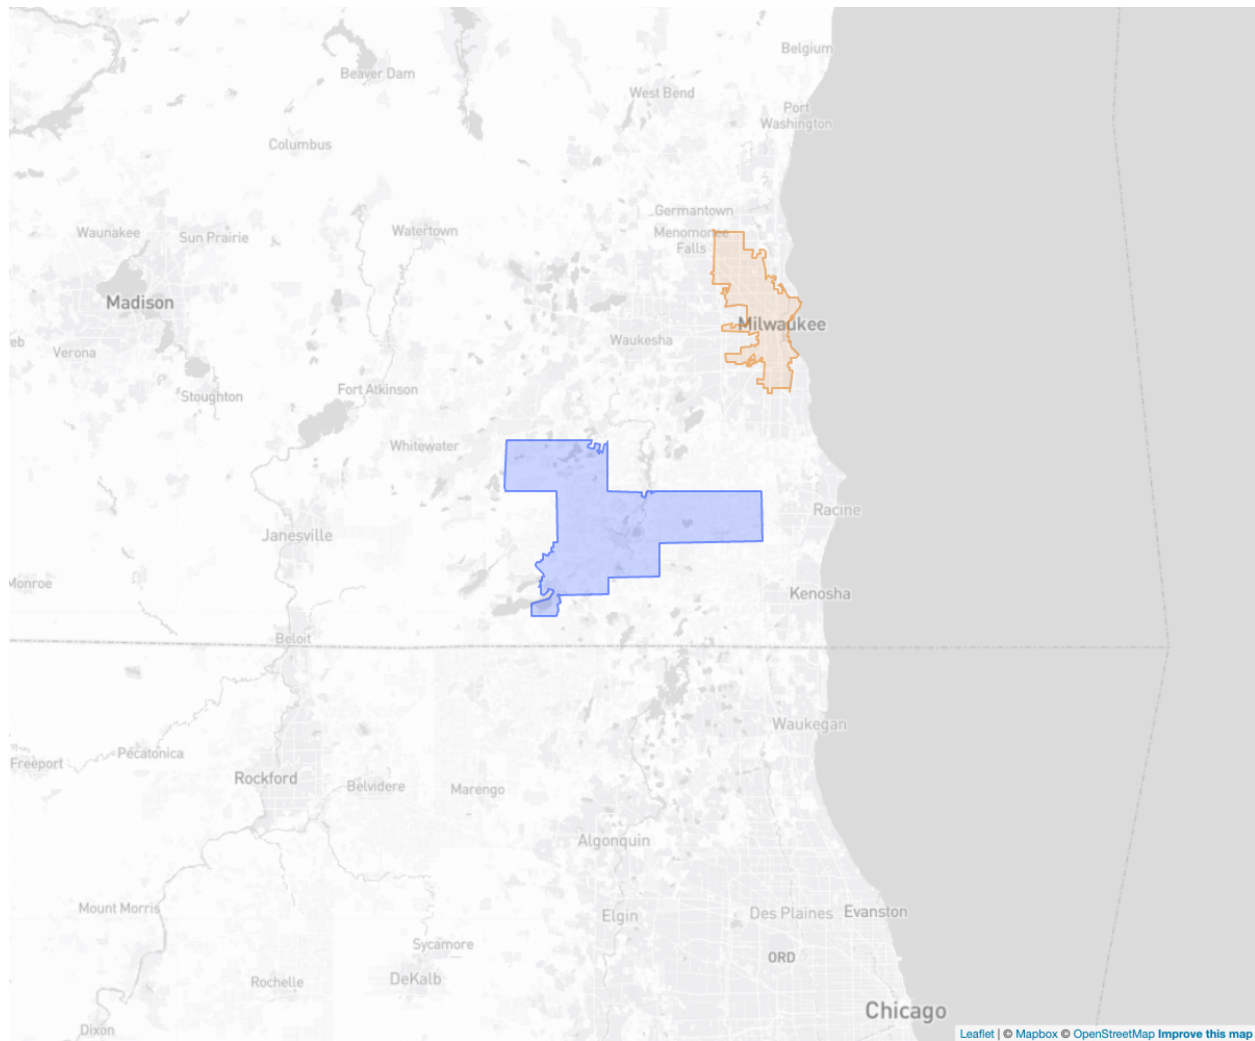 Belgium
Beaver Dam
West Bend
Port
Washington
Columbus
Germantown
Waunakee
Sun Prairie
Watertown
Menomonee
Falls
Madison
Milwaukee
Waukesha
eb
Verona
Stoughton
Fort Atkinson
Whitewater
Racine
Janesville
Monroe
Kenosha
Beloit
Waukegan
Pecatonica
Freeport
Rockford
Belvidere
Marengo
Algonquin
Mount Morris
Elgin
Des Plaines
Evanston
Sycamore
ORD
Rochelle
DeKalb
Chicago
Dixon
Leaflet | © Mapbox © OpenStreetMap Improve this map